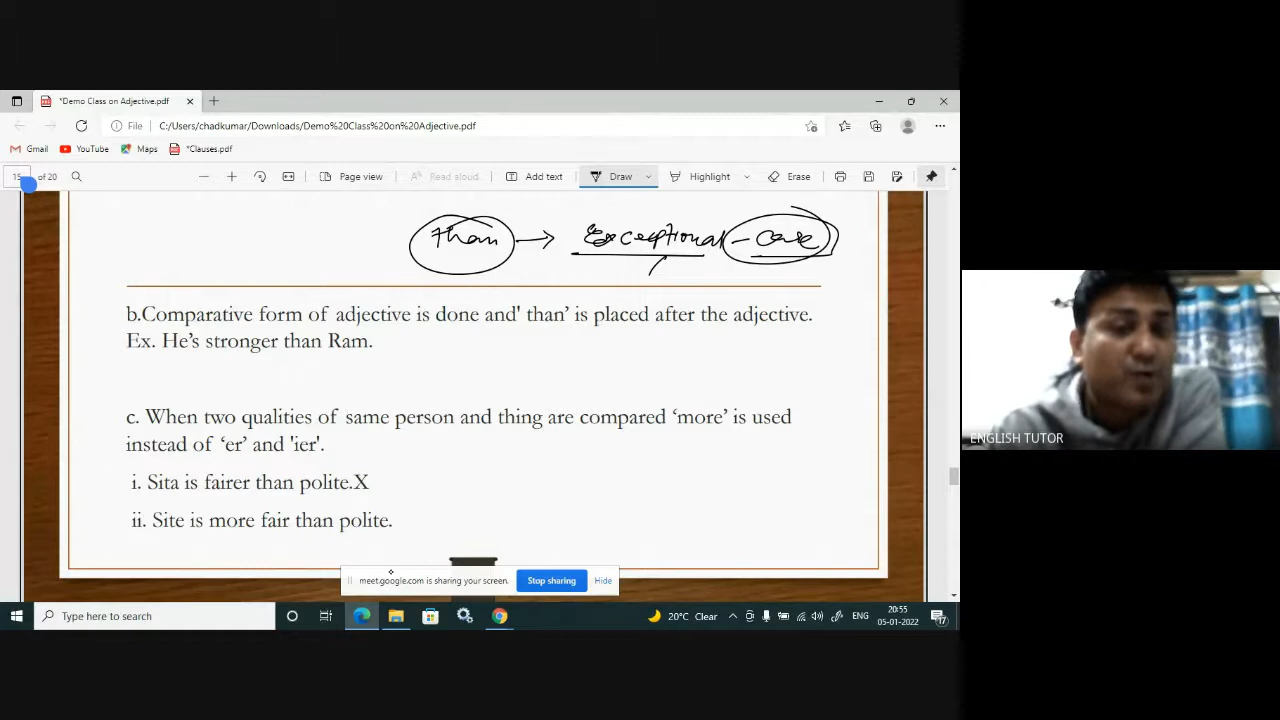 *Demo Class on Adjective.pdf
File C:/Users/chadkumar/Downloads/Demo%20Class%20on%20Adjective.pdf
Gmail YouTube Maps *Clauses.pdf
15 of 20 Page view Read aloud Add text Draw Highlight Erase
than → Exceptional - case
b.Comparative form of adjective is done and' than’ is placed after the adjective.
Ex. He’s stronger than Ram.
c. When two qualities of same person and thing are compared ‘more’ is used
instead of ‘er’ and 'ier'.
i. Sita is fairer than polite.X
ii. Site is more fair than polite.
ENGLISH TUTOR
meet.google.com is sharing your screen. Stop sharing Hide
Type here to search 20°C Clear ENG 20:55
05-01-2022 17